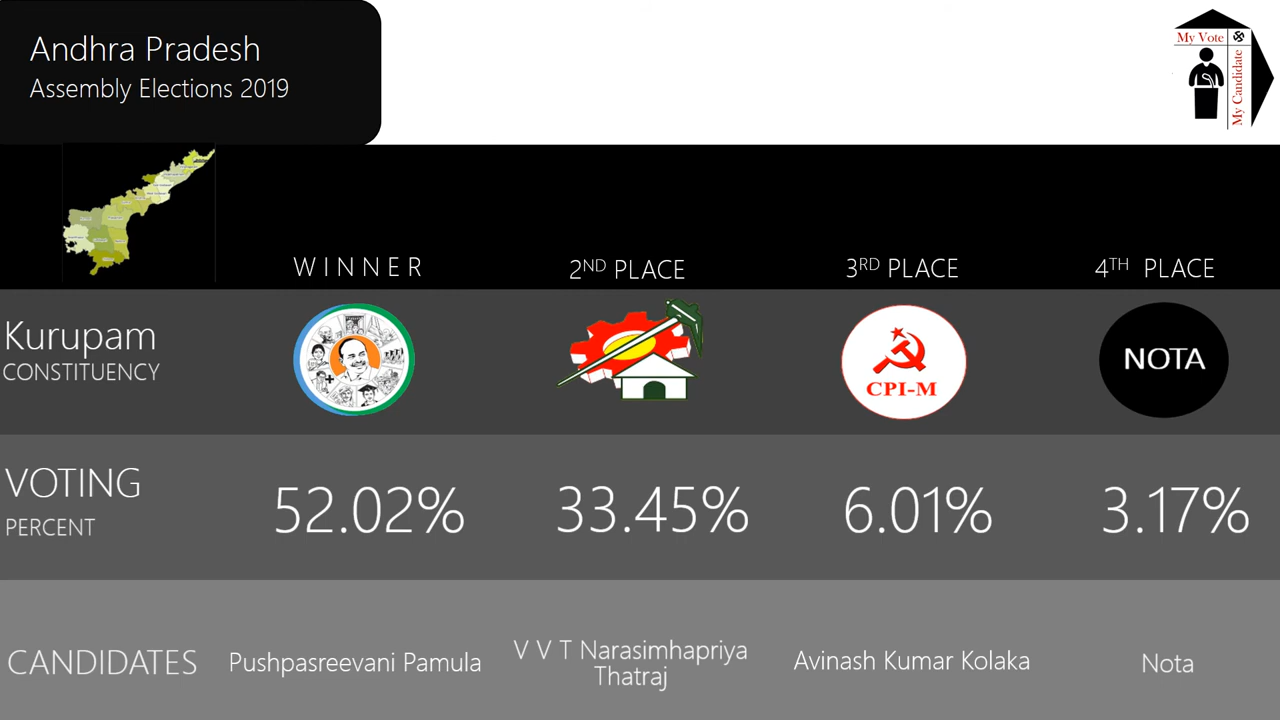 Andhra Pradesh
Assembly Elections 2019
My Vote
My Candidate
WINNER
2ND PLACE
3RD PLACE
4TH PLACE
Kurupam
CONSTITUENCY
CPI-M
NOTA
VOTING
PERCENT
52.02%
33.45%
6.01%
3.17%
CANDIDATES
Pushpasreevani Pamula
V V T Narasimhapriya
Thatraj
Avinash Kumar Kolaka
Nota